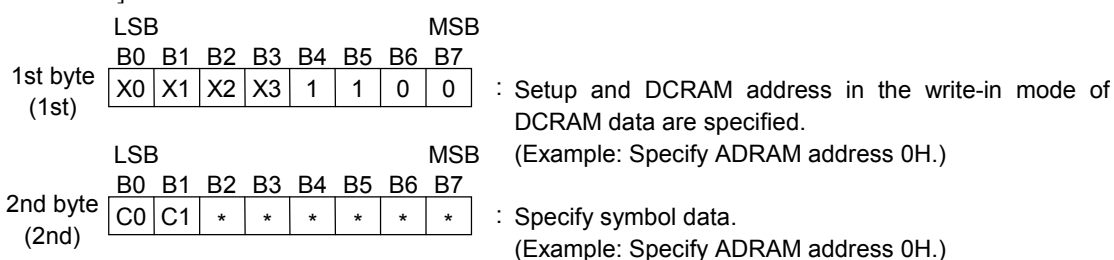 ]
LSB MSB
B0 B1 B2 B3 B4 B5 B6 B7
1st byte (1st) X0 X1 X2 X3 1 1 0 0 : Setup and DCRAM address in the write-in mode of
DCRAM data are specified.
(Example: Specify ADRAM address 0H.)
LSB MSB
B0 B1 B2 B3 B4 B5 B6 B7
2nd byte (2nd) C0 C1 * * * * * * : Specify symbol data.
(Example: Specify ADRAM address 0H.)